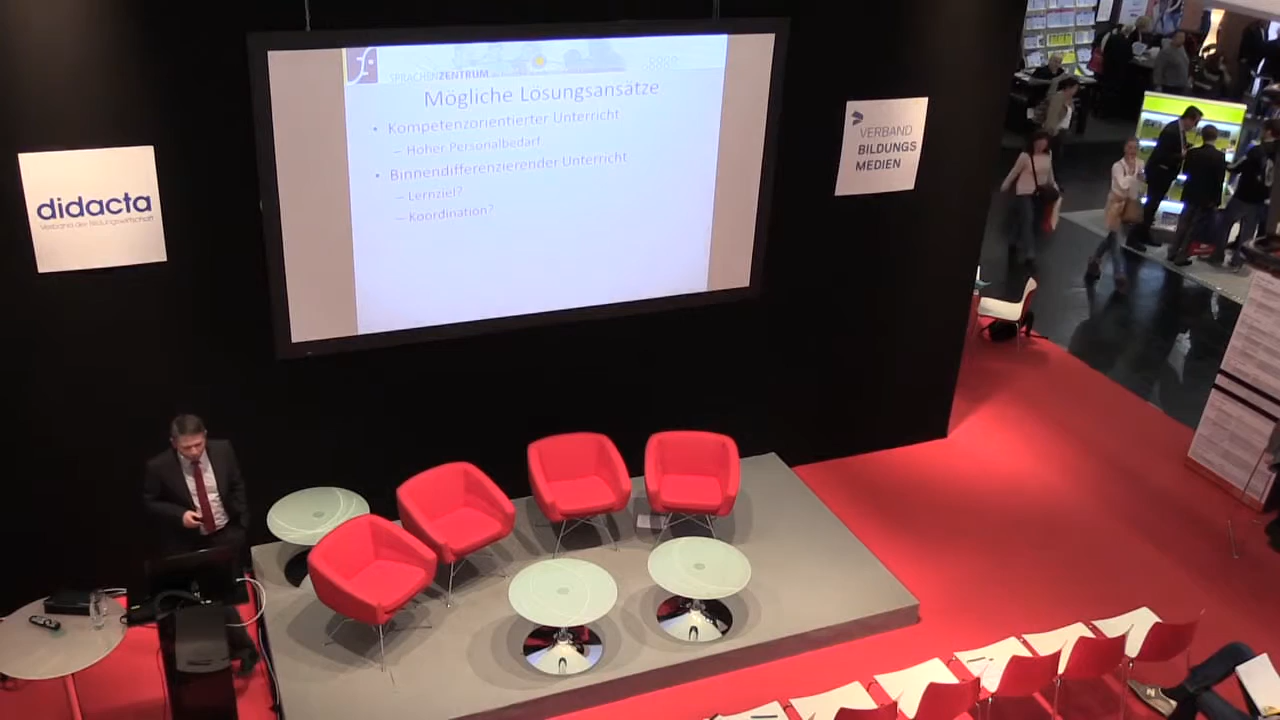 SPRACHENZENTRUM
Mögliche Lösungsansätze
• Kompetenzorientierter Unterricht
– Hoher Personalbedarf
• Binnendifferenzierender Unterricht
– Lernziel?
– Koordination?
didacta
Verband der Bildungswirtschaft
VERBAND
BILDUNGS
MEDIEN